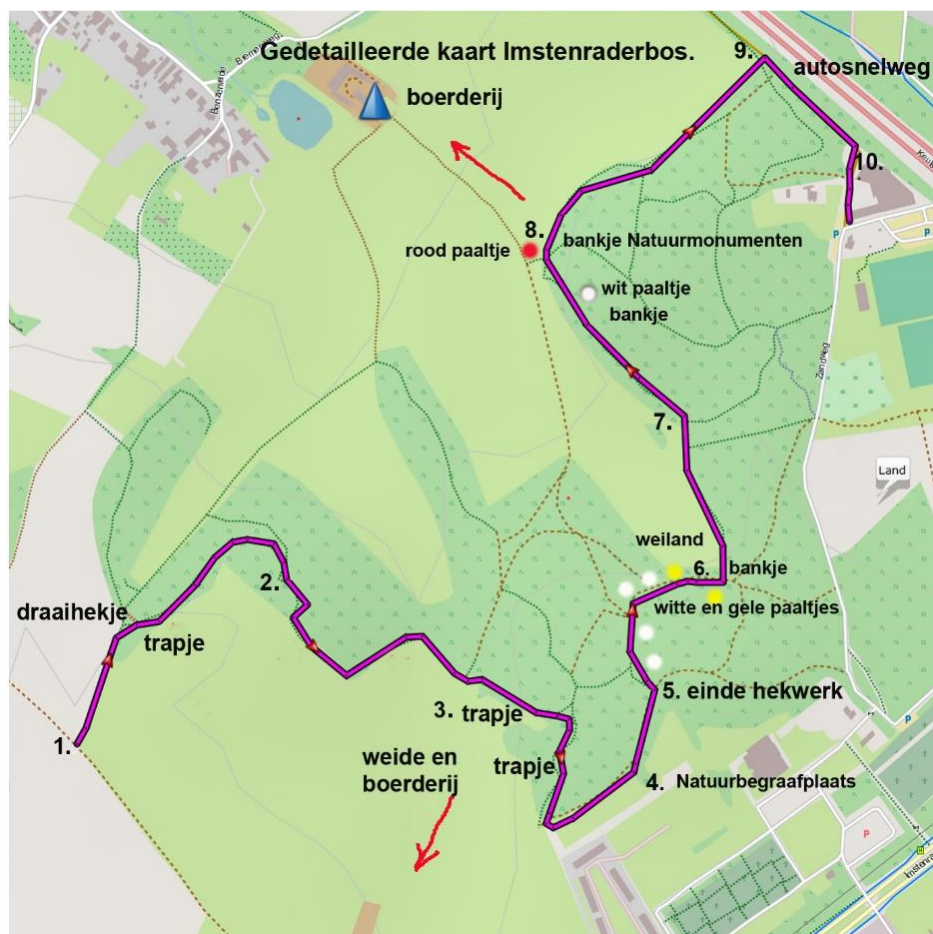 Gedetailleerde kaart Imstenraderbos.
9.
autosnelweg
Benzenrade
boerderij
10.
P
8.
bankje Natuurmonumenten
rood paaltje
wit paaltje
bankje
Zandweg
7.
Land
weiland
6.
bankje
2.
witte en gele paaltjes
draaihekje
trapje
5. einde hekwerk
3. trapje
1.
weide en
boerderij
trapje
4.
Natuurbegraafplaats
P
P
H